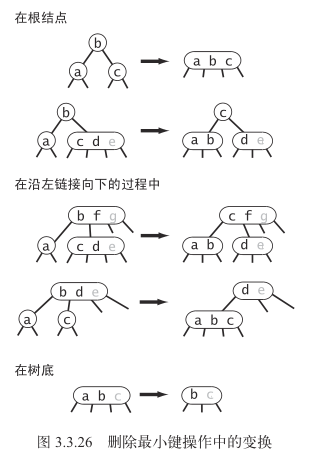 在根结点
b
a c
a b c
b
a c d e
c
a b d e
在沿左链接向下的过程中
b f g
a c d e
c f g
a b d e
b d e
a c
d e
a b c
在树底
a b c
b c
图 3.3.26 删除最小键操作中的变换